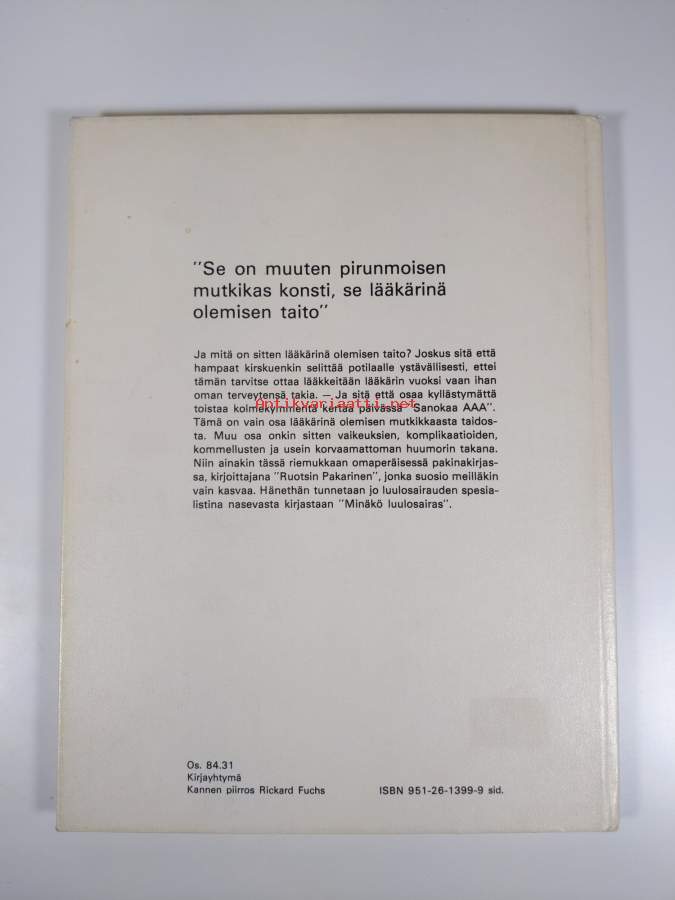 "Se on muuten pirunmoisen
mutkikas konsti, se lääkärinä
olemisen taito"
Ja mitä on sitten lääkärinä olemisen taito? Joskus sitä että
hampaat kirskuenkin selittää potilaalle ystävällisesti, ettei
tämän tarvitse ottaa lääkkeitään lääkärin vuoksi vaan ihan
oman terveytensä takia. — Ja sitä että osaa kyllästymättä
Antikvariaatti.net
toistaa kolmekymmentä kertaa päivässä "Sanokaa AAA".
Tämä on vain osa lääkärinä olemisen mutkikkaasta taidos-
ta. Muu osa onkin sitten vaikeuksien, komplikaatioiden,
kommellusten ja usein korvaamattoman huumorin takana.
Niin ainakin tässä riemukkaan omaperäisessä pakinakirjas-
sa, kirjoittajana "Ruotsin Pakarinen", jonka suosio meilläkin
vain kasvaa. Hänethän tunnetaan jo luulosairauden spesia-
listina nasevasta kirjastaan "Minäkö luulosairas".
Os. 84.31
Kirjayhtymä
Kannen piirros Rickard Fuchs
ISBN 951-26-1399-9 sid.